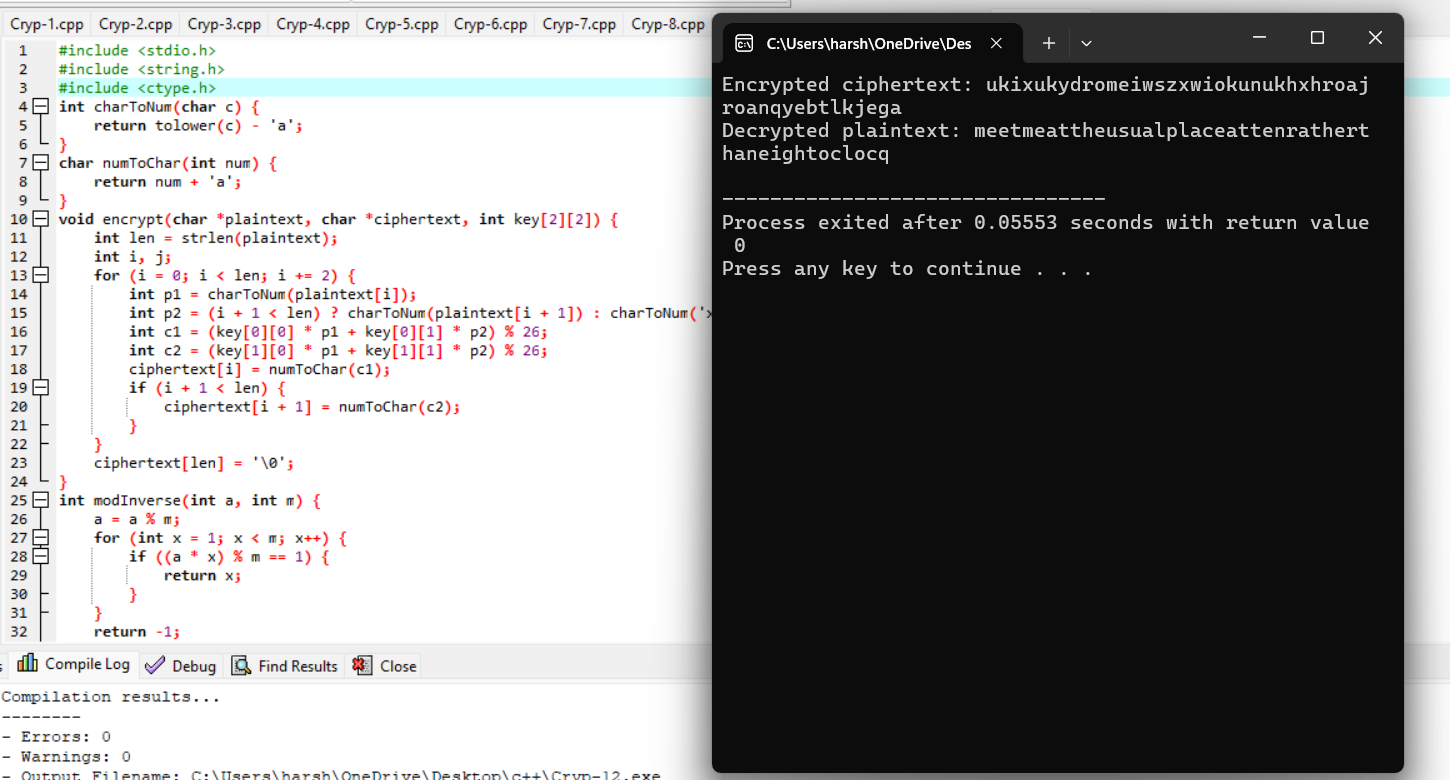 Cryp-1.cpp Cryp-2.cpp Cryp-3.cpp Cryp-4.cpp Cryp-5.cpp Cryp-6.cpp Cryp-7.cpp Cryp-8.cpp
1 #include <stdio.h>
2 #include <string.h>
3 #include <ctype.h>
4 int charToNum(char c) {
5     return tolower(c) - 'a';
6 }
7 char numToChar(int num) {
8     return num + 'a';
9 }
10 void encrypt(char *plaintext, char *ciphertext, int key[2][2]) {
11     int len = strlen(plaintext);
12     int i, j;
13     for (i = 0; i < len; i += 2) {
14         int p1 = charToNum(plaintext[i]);
15         int p2 = (i + 1 < len) ? charToNum(plaintext[i + 1]) : charToNum('x
16         int c1 = (key[0][0] * p1 + key[0][1] * p2) % 26;
17         int c2 = (key[1][0] * p1 + key[1][1] * p2) % 26;
18         ciphertext[i] = numToChar(c1);
19         if (i + 1 < len) {
20             ciphertext[i + 1] = numToChar(c2);
21         }
22     }
23     ciphertext[len] = '\0';
24 }
25 int modInverse(int a, int m) {
26     a = a % m;
27     for (int x = 1; x < m; x++) {
28         if ((a * x) % m == 1) {
29             return x;
30         }
31     }
32     return -1;
Compile Log Debug Find Results Close
Compilation results...
--------
- Errors: 0
- Warnings: 0
- Output Filename: C:\Users\harsh\OneDrive\Desktop\c++\Cryp-12.exe
C:\Users\harsh\OneDrive\Des
Encrypted ciphertext: ukixukydromeiwszxwiokunukhxhroaj
roanqyebtlkjega
Decrypted plaintext: meetmeattheusualplaceattenrathert
haneightoclocq
--------------------------------
Process exited after 0.05553 seconds with return value
0
Press any key to continue . . .